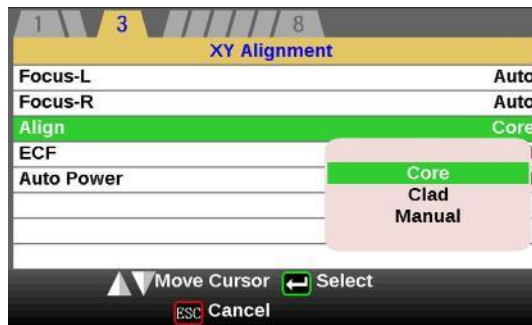 1 3 8
XY Alignment
Focus-L Auto
Focus-R Auto
Align Core
ECF
Auto Power
Core
Clad
Manual
Move Cursor Select
ESC Cancel